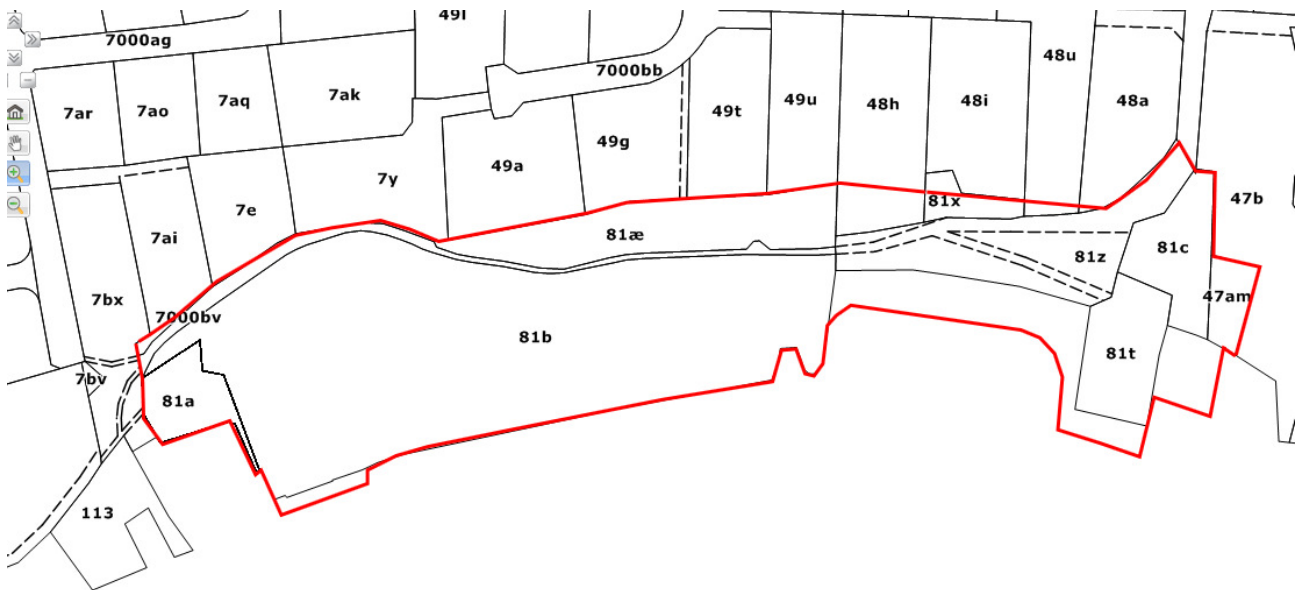 49l
7000ag
48u
7000bb
7ar
7ao
7aq
7ak
49t
49u
48h
48i
48a
49g
49a
7y
7e
47b
81x
7ai
81æ
81c
81z
7bx
47am
7000bv
81b
81t
7bv
81a
113